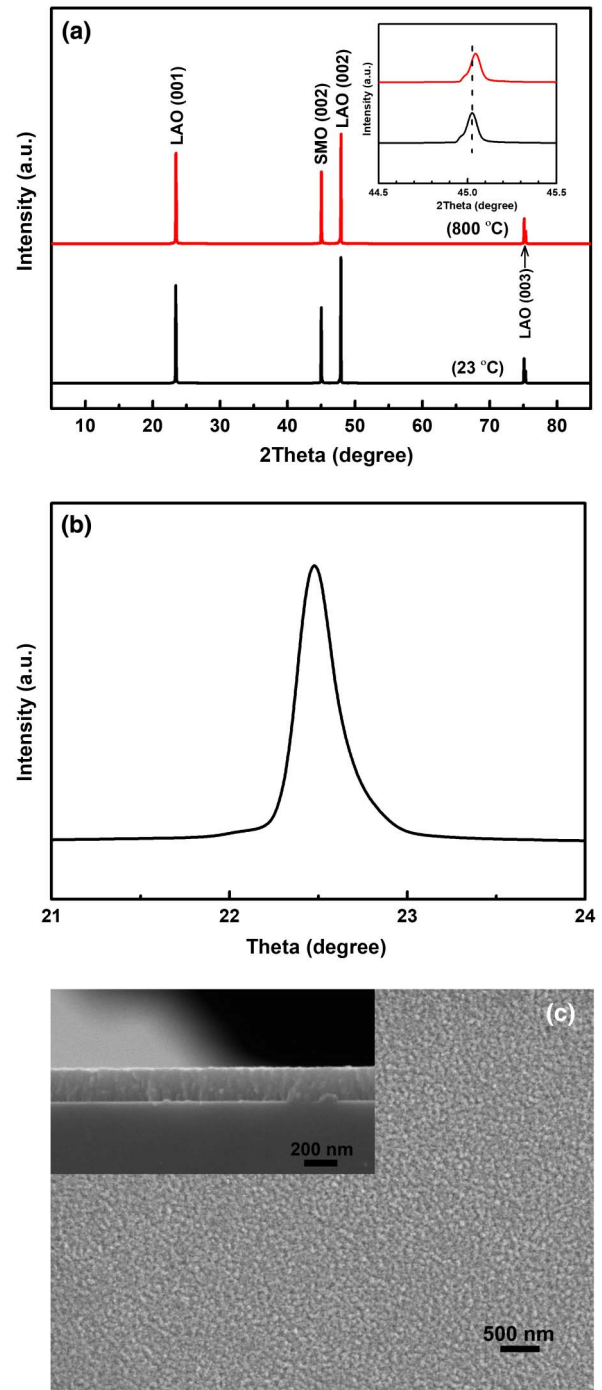 (a)
LAO (001)
SMO (002)
LAO (002)
Intensity (a.u.)
44.5 45.0 45.5
2Theta (degree)
(800 °C)
LAO (003)
(23 °C)
Intensity (a.u.)
10 20 30 40 50 60 70 80
2Theta (degree)
(b)
Intensity (a.u.)
21 22 23 24
Theta (degree)
(c)
200 nm
500 nm